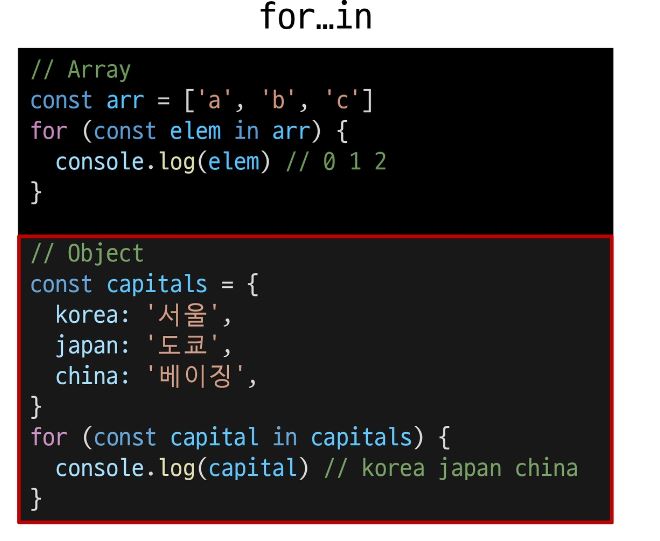 for…in
// Array
const arr = ['a', 'b', 'c']
for (const elem in arr) {
  console.log(elem) // 0 1 2
}
// Object
const capitals = {
  korea: '서울',
  japan: '도쿄',
  china: '베이징',
}
for (const capital in capitals) {
  console.log(capital) // korea japan china
}